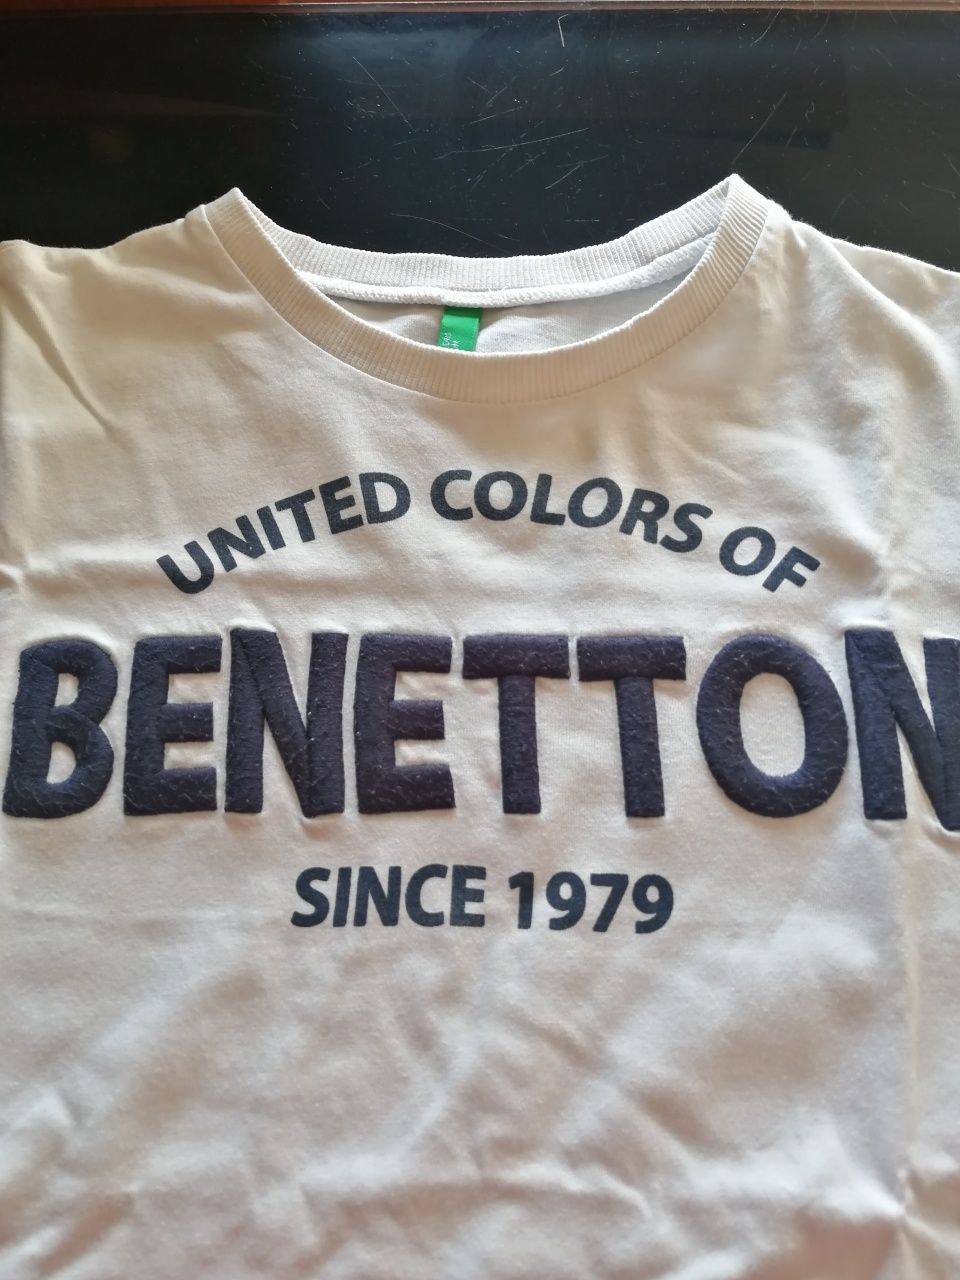 UNITED COLORS OF
BENETTON
SINCE 1979